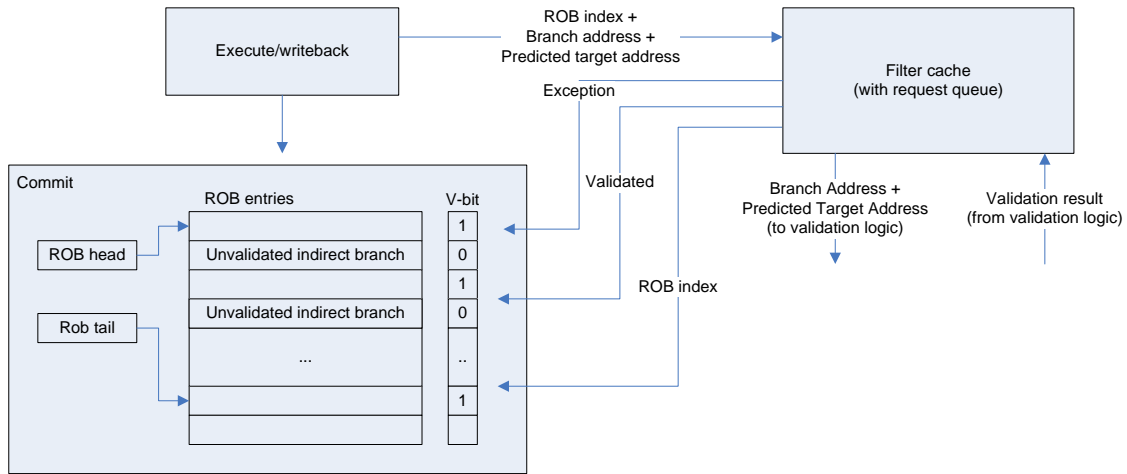 Execute/writeback
ROB index +
Branch address +
Predicted target address
Filter cache
(with request queue)
Exception
Validated
ROB index
Branch Address +
Predicted Target Address
(to validation logic)
Validation result
(from validation logic)
Commit
ROB entries
V-bit
1
ROB head
Unvalidated indirect branch
0
1
Rob tail
Unvalidated indirect branch
0
...
..
1